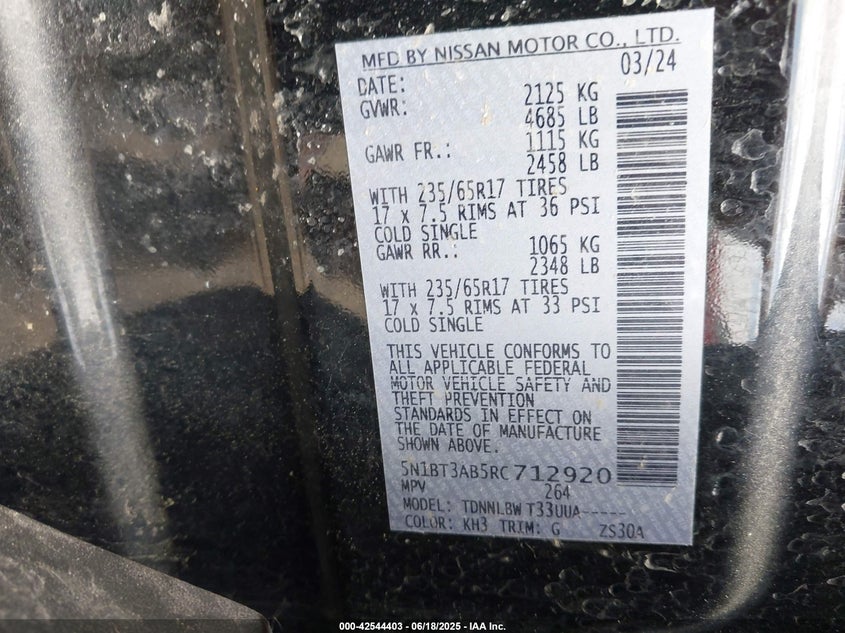 MFD BY NISSAN MOTOR CO., LTD.
DATE: 03/24
GVWR: 2125 KG
4685 LB
GAWR FR.: 1115 KG
2458 LB
WITH 235/65R17 TIRES
17 x 7.5 RIMS AT 36 PSI
COLD SINGLE
GAWR RR.: 1065 KG
2348 LB
WITH 235/65R17 TIRES
17 x 7.5 RIMS AT 33 PSI
COLD SINGLE
THIS VEHICLE CONFORMS TO
ALL APPLICABLE FEDERAL
MOTOR VEHICLE SAFETY AND
THEFT PREVENTION
STANDARDS IN EFFECT ON
THE DATE OF MANUFACTURE
SHOWN ABOVE.
5N1BT3AB5RC712920
MPV 264
MODEL: TDNNLBW T33UUA-----
COLOR: KH3 TRIM: G ZS30A
000-42544403 - 06/18/2025 - IAA Inc.